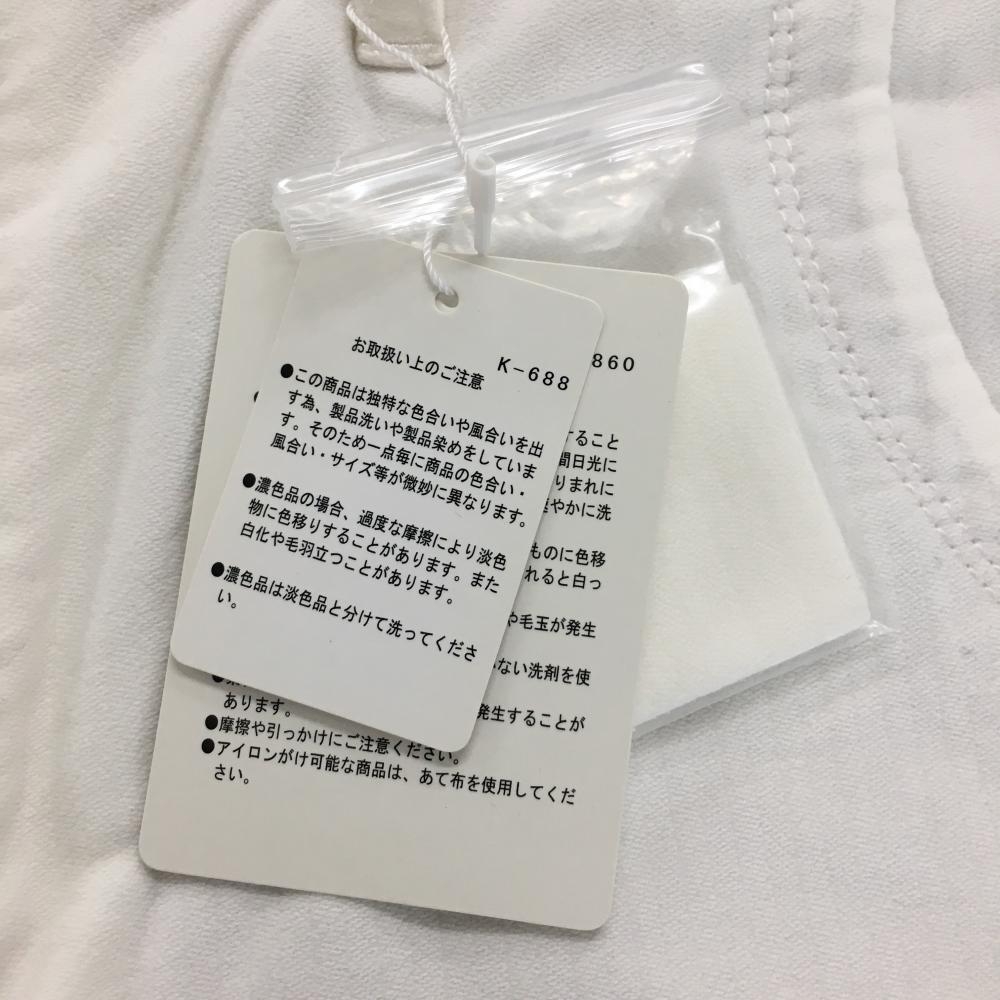 お取扱い上のご注意 K-688
●この商品は独特な色合いや風合いを出
す為、製品洗いや製品染めをしていま
す。そのため一点毎に商品の色合い・
風合い・サイズ等が微妙に異なります。
●濃色品の場合、過度な摩擦により淡色
物に色移りすることがあります。また
白化や毛羽立つことがあります。
●濃色品は淡色品と分けて洗ってくださ
い。
860
ること
間日光に
りまれに
やかに洗
ものに色移
れると白っ
や毛玉が発生
ない洗剤を使
発生することが
あります。
●摩擦や引っかけにご注意ください。
●アイロンがけ可能な商品は、あて布を使用してくだ
さい。